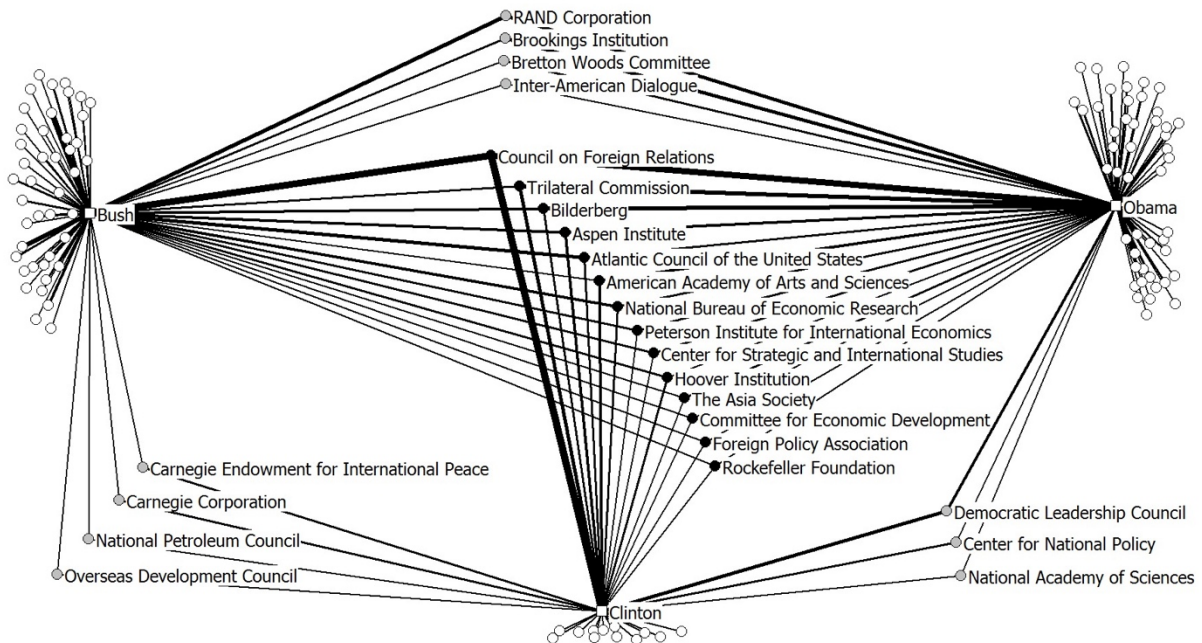 RAND Corporation
Brookings Institution
Bretton Woods Committee
Inter-American Dialogue
Council on Foreign Relations
Trilateral Commission
Bush
Bilderberg
Obama
Aspen Institute
Atlantic Council of the United States
American Academy of Arts and Sciences
National Bureau of Economic Research
Peterson Institute for International Economics
Center for Strategic and International Studies
Hoover Institution
The Asia Society
Committee for Economic Development
Foreign Policy Association
Carnegie Endowment for International Peace
Rockefeller Foundation
Carnegie Corporation
Democratic Leadership Council
National Petroleum Council
Center for National Policy
Overseas Development Council
National Academy of Sciences
Clinton